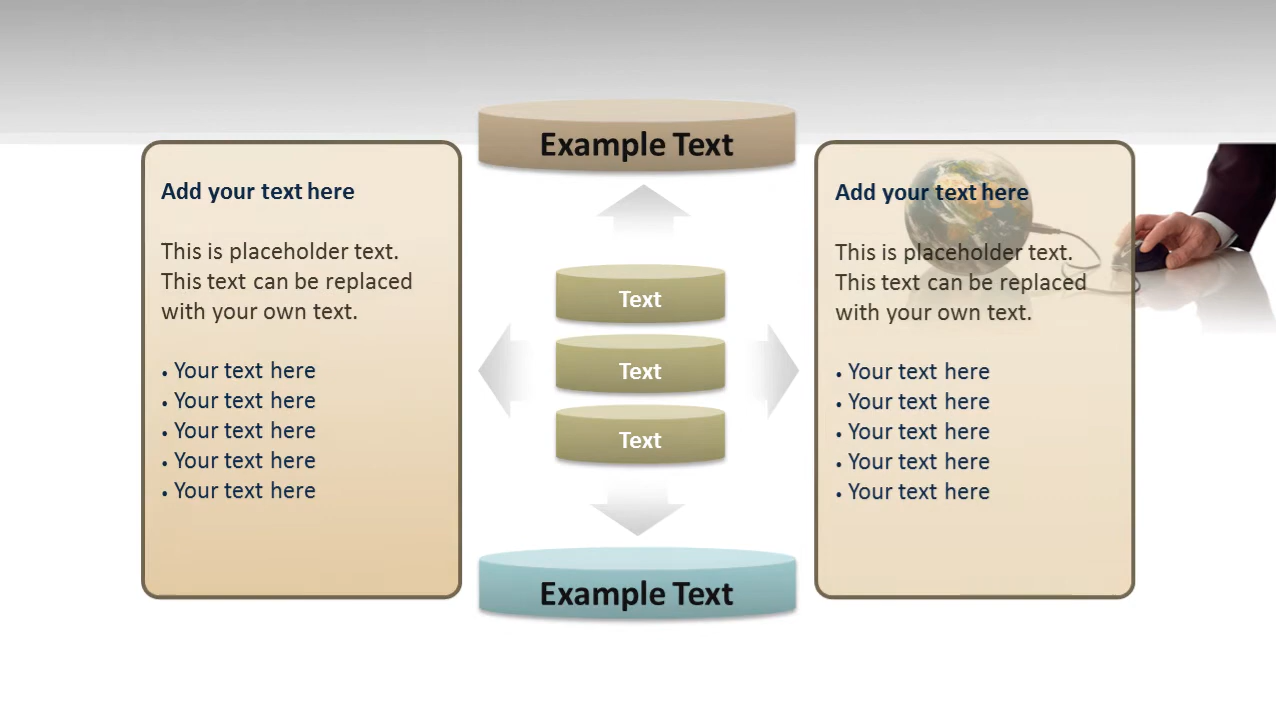 Example Text
Add your text here
This is placeholder text.
This text can be replaced
with your own text.
• Your text here
• Your text here
• Your text here
• Your text here
• Your text here
Text
Text
Text
Example Text
Add your text here
This is placeholder text.
This text can be replaced
with your own text.
• Your text here
• Your text here
• Your text here
• Your text here
• Your text here